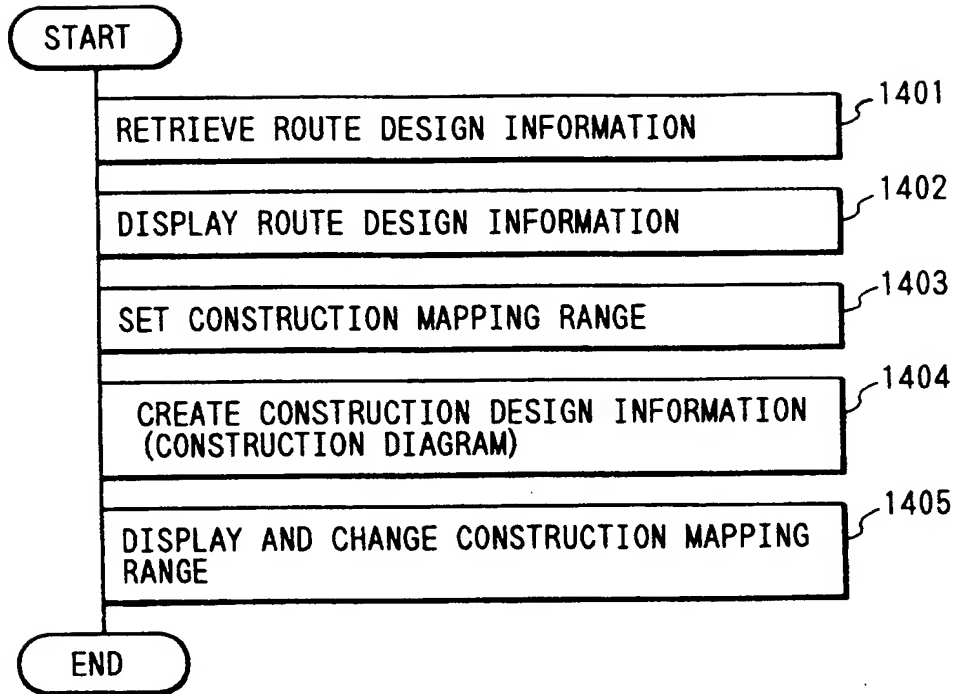 START
1401
RETRIEVE ROUTE DESIGN INFORMATION
1402
DISPLAY ROUTE DESIGN INFORMATION
1403
SET CONSTRUCTION MAPPING RANGE
1404
CREATE CONSTRUCTION DESIGN INFORMATION
(CONSTRUCTION DIAGRAM)
1405
DISPLAY AND CHANGE CONSTRUCTION MAPPING
RANGE
END